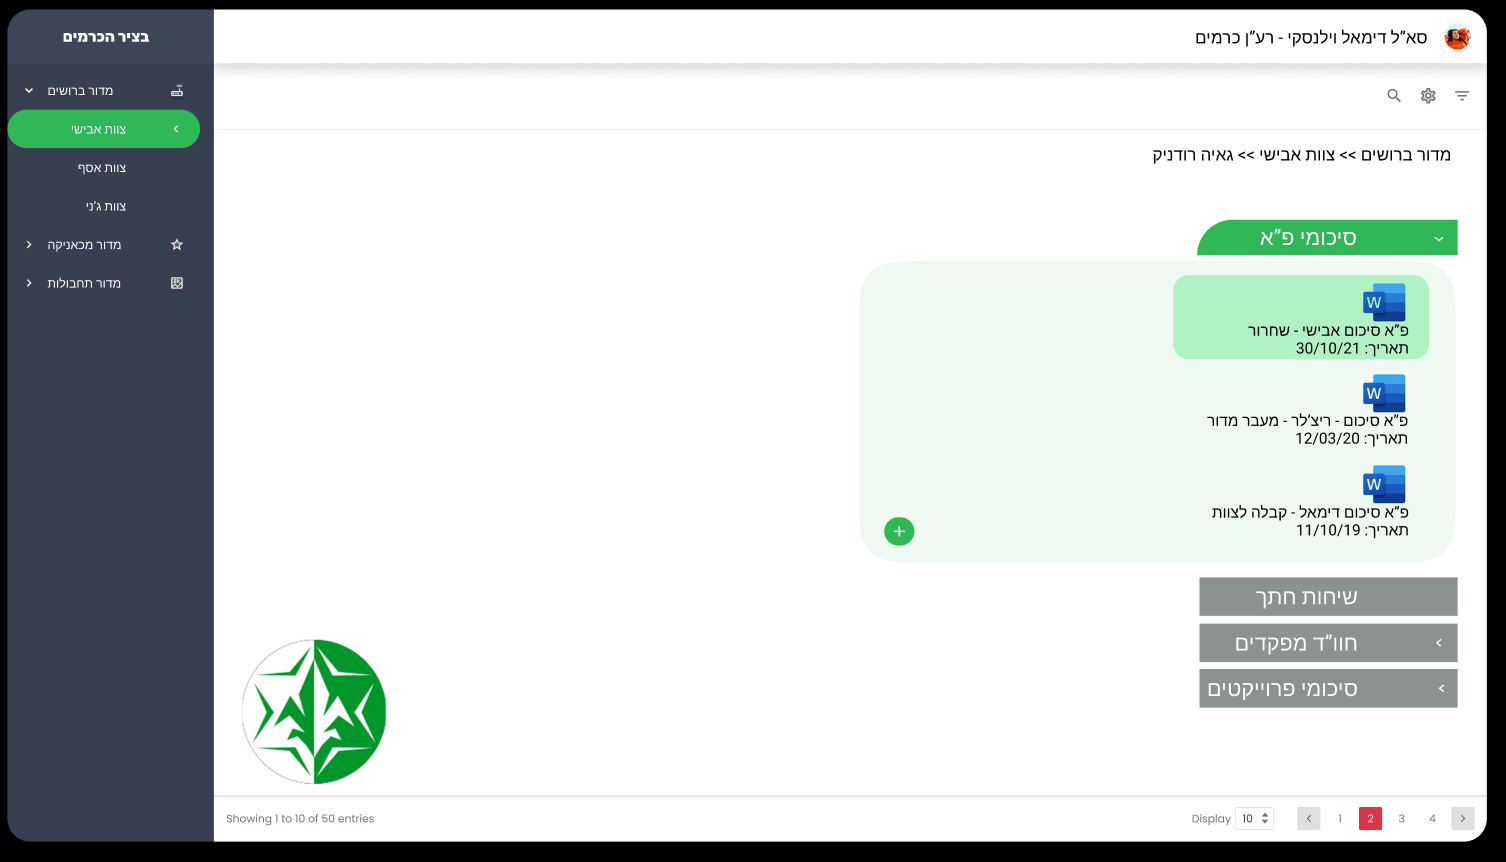 סא"ל דימאל וילנסקי - רע"ן כרמים
בציר הכרמים
מדור ברושים
צוות אבישי
צוות אסף
צוות ג'ני
מדור מכאניקה
מדור תחבולות
מדור ברושים >> צוות אבישי >> גאיה רודניק
סיכומי פ"א
W
פ"א סיכום אבישי - שחרור
תאריך: 30/10/21
W
פ"א סיכום - ריצ'לר - מעבר מדור
תאריך: 12/03/20
W
פ"א סיכום דימאל - קבלה לצוות
תאריך: 11/10/19
שיחות חתך
חוו"ד מפקדים
סיכומי פרוייקטים
Showing 1 to 10 of 50 entries
Display 10 < 1 2 3 4 >